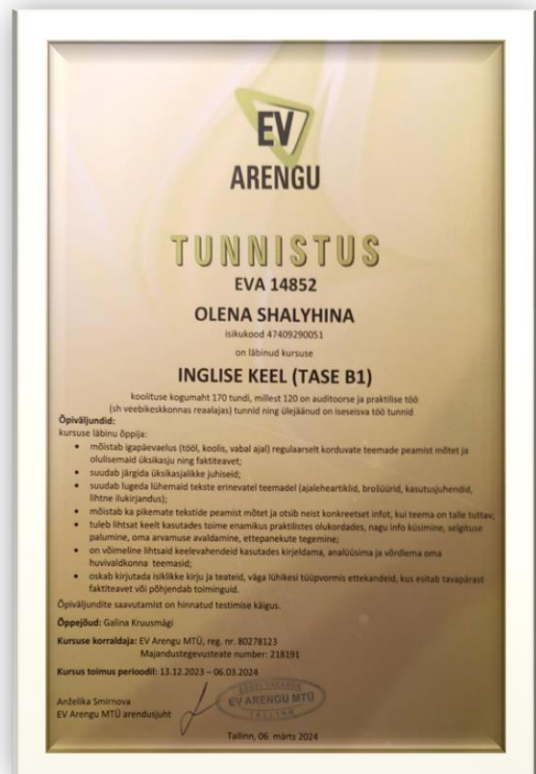 EV
ARENGU
TUNNISTUS
EVA 14852
OLENA SHALYHINA
isikukood 47409290051
on läbinud kursuse
INGLISE KEEL (TASE B1)
koolituse kogumaht 170 tundi, millest 120 on auditoorse ja praktilise töö
(sh veebikeskkonnas reaalajas) tunnid ning ülejäänud on iseseisva töö tunnid
Õpiväljundid:
kursuse läbinu õppija:
• mõistab igapäevaelus (tööl, koolis, vabal ajal) regulaarselt korduvate teemade peamist mõtet ja
olulisemaid üksikasju ning faktiteavet;
• suudab järgida üksikasjalikke juhiseid;
• suudab lugeda lühemaid tekste erinevatel teemadel (ajaleheartiklid, brošüürid, kasutusjuhendid,
lihtne ilukirjandus);
• mõistab ka pikemate tekstide peamist mõtet ja otsib neist konkreetset infot, kui teema on talle tuttav;
• tuleb lihtsat keelt kasutades toime enamikus praktilistes olukordades, nagu info küsimine, selgituse
palumine, oma arvamuse avaldamine, ettepanekute tegemine;
• on võimeline lihtsaid keelevahendeid kasutades kirjeldama, analüüsima ja võrdlema oma
huvivaldkonna teemasid;
• oskab kirjutada isiklikke kirju ja teateid, väga lühikesi tüüpvormis ettekandeid, kus esitab tavapärast
faktiteavet või põhjendab toiminguid.
Õpiväljundite saavutamist on hinnatud testimise käigus.
Õppejõud: Galina Kruusmägi
Kursuse korraldaja: EV Arengu MTÜ, reg. nr. 80278123
Majandustegevusteate number: 218191
Kursus toimus perioodil: 13.12.2023 – 06.03.2024
Anželika Smirnova
EV Arengu MTÜ arendusjuht
EV ARENGU MTÜ
TALLINN
Tallinn, 06. märts 2024